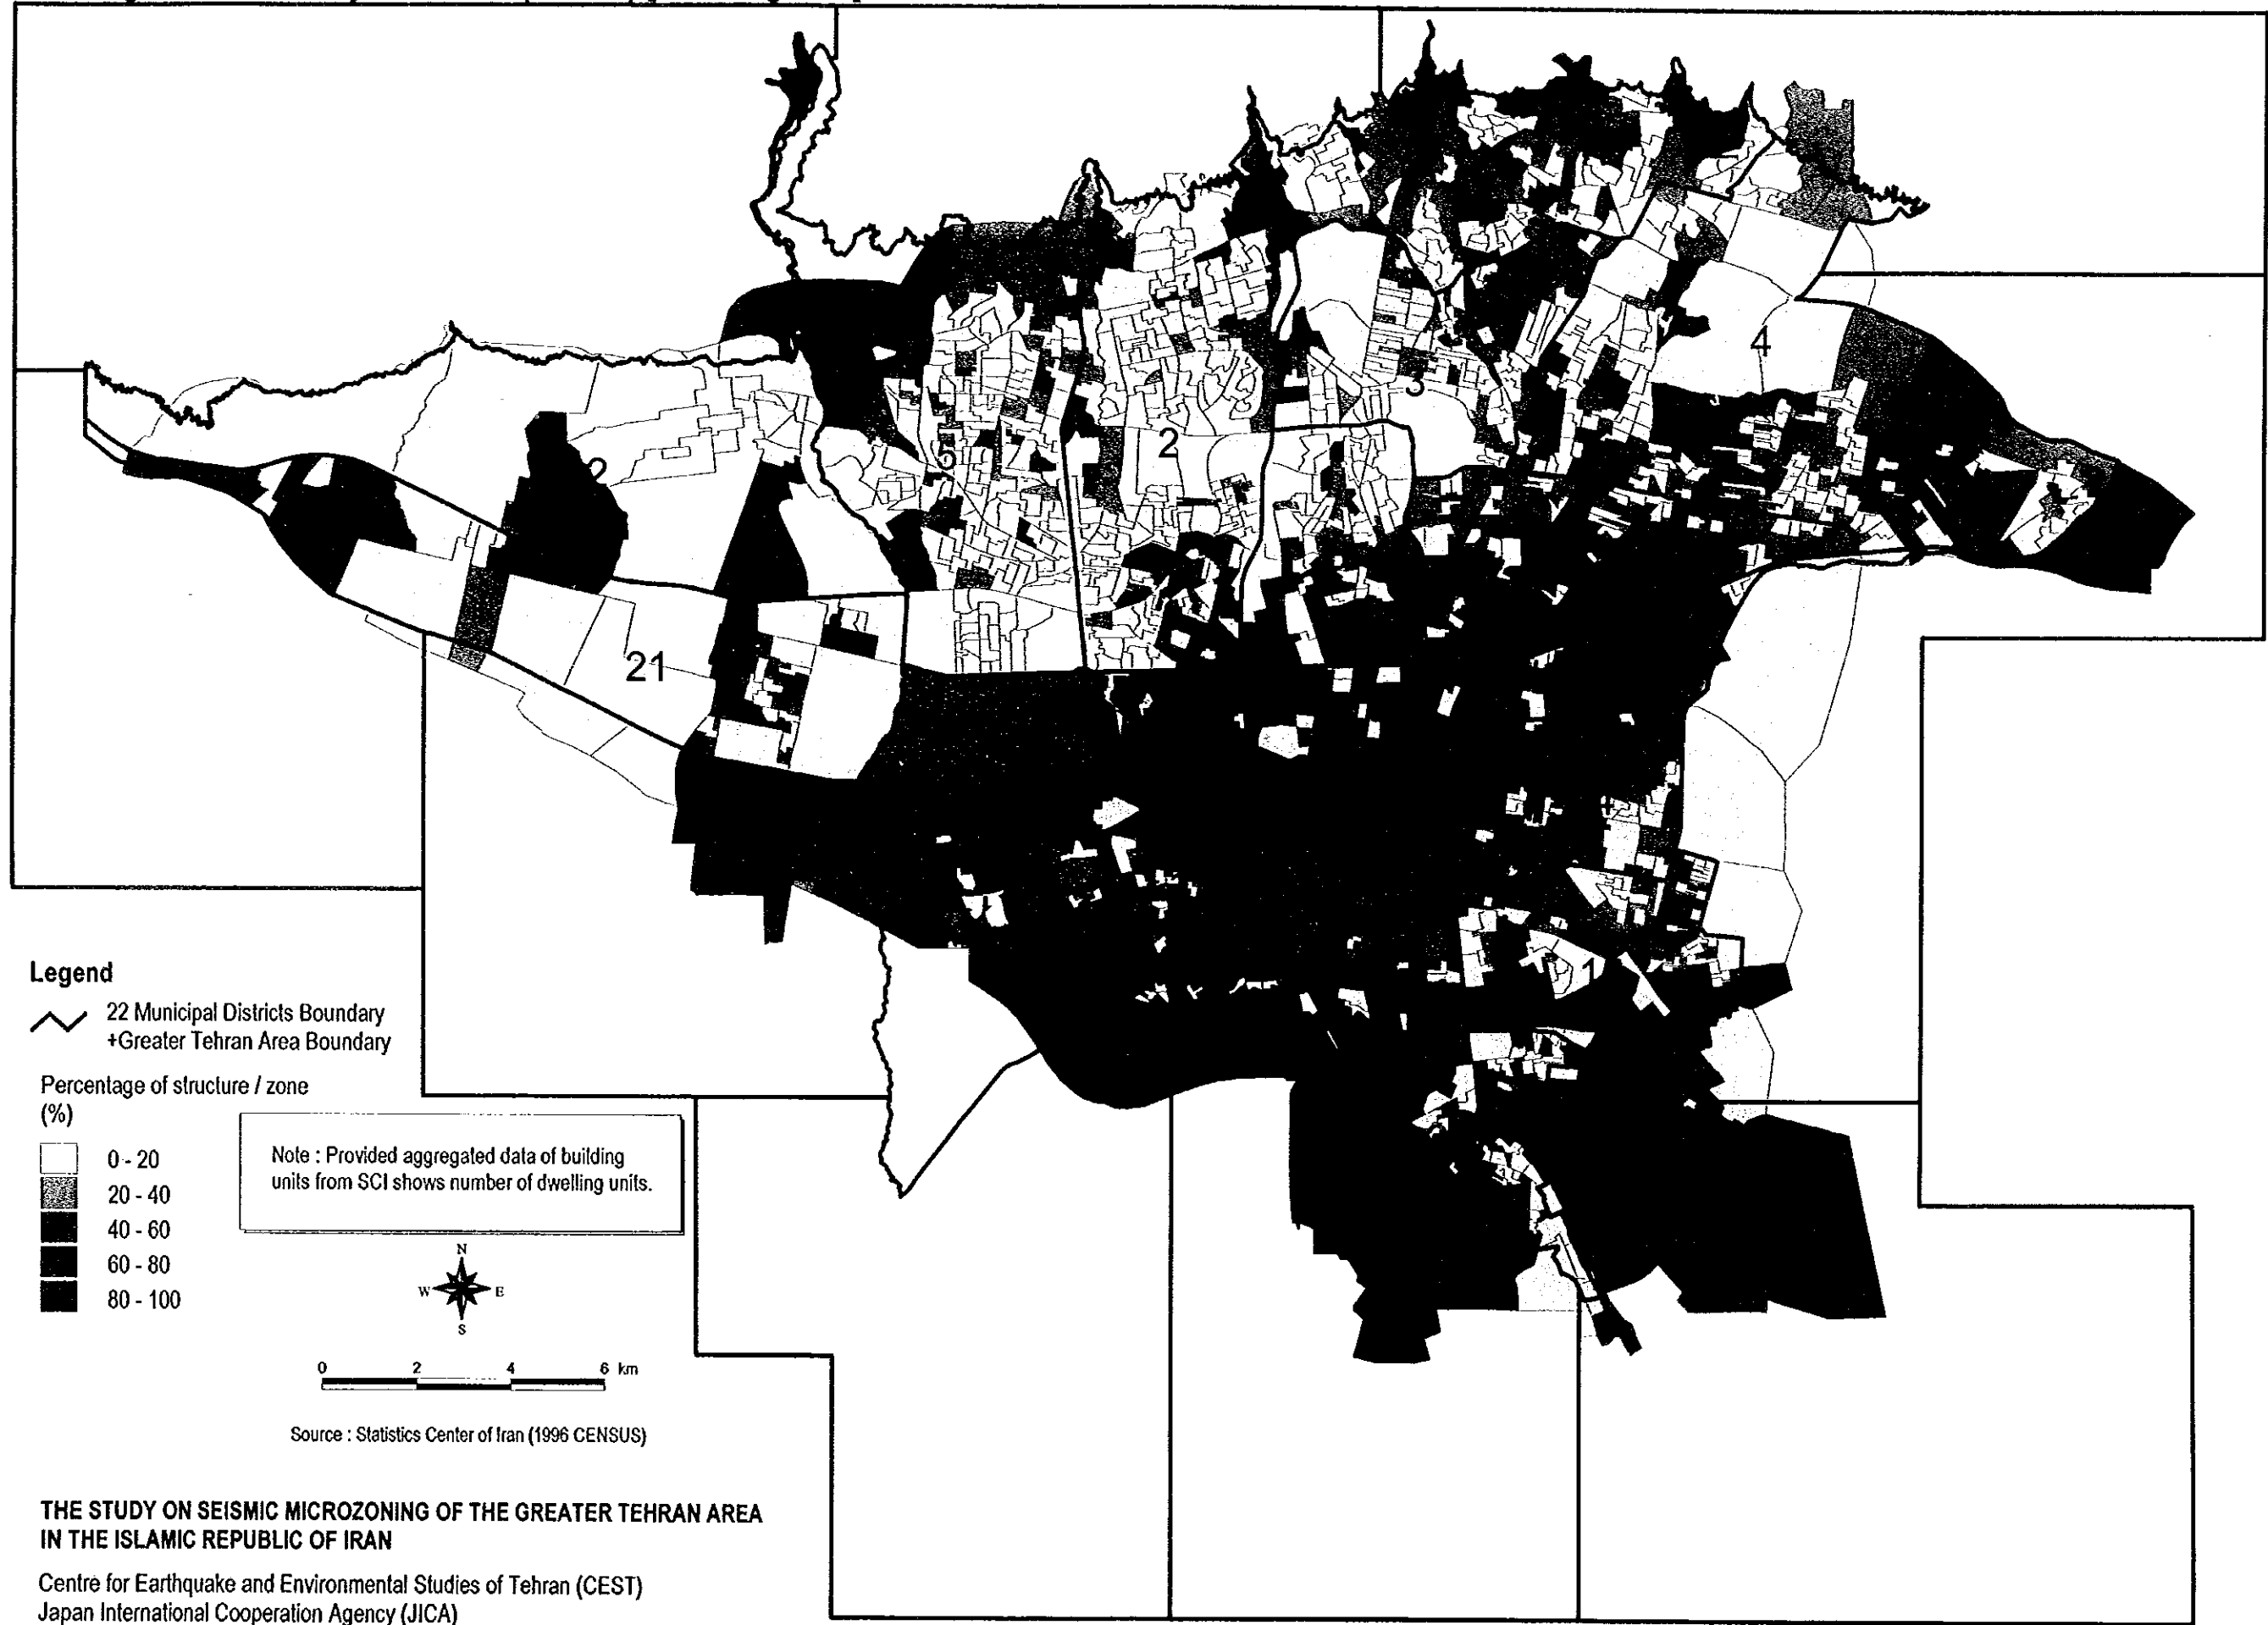 2
5
2
3
4
21
1
Legend
22 Municipal Districts Boundary
+Greater Tehran Area Boundary
Percentage of structure / zone
(%)
0 - 20
20 - 40
40 - 60
60 - 80
80 - 100
Note : Provided aggregated data of building
units from SCI shows number of dwelling units.
N
W E
S
0 2 4 6 km
Source : Statistics Center of Iran (1996 CENSUS)
THE STUDY ON SEISMIC MICROZONING OF THE GREATER TEHRAN AREA
IN THE ISLAMIC REPUBLIC OF IRAN
Centre for Earthquake and Environmental Studies of Tehran (CEST)
Japan International Cooperation Agency (JICA)